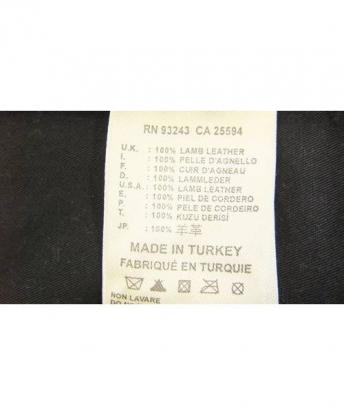 RN 93243 CA 25594
U.K. : 100% LAMB LEATHER
I. : 100% PELLE D'AGNELLO
F. : 100% CUIR D'AGNEAU
D. : 100% LAMMLEDER
U.S.A. : 100% LAMB LEATHER
E. : 100% PIEL DE CORDERO
P. : 100% PELE DE CORDEIRO
T. : 100% KUZU DERİSİ
JP. : 100% 羊革
MADE IN TURKEY
FABRIQUÉ EN TURQUIE
NON LAVARE
DO NOT